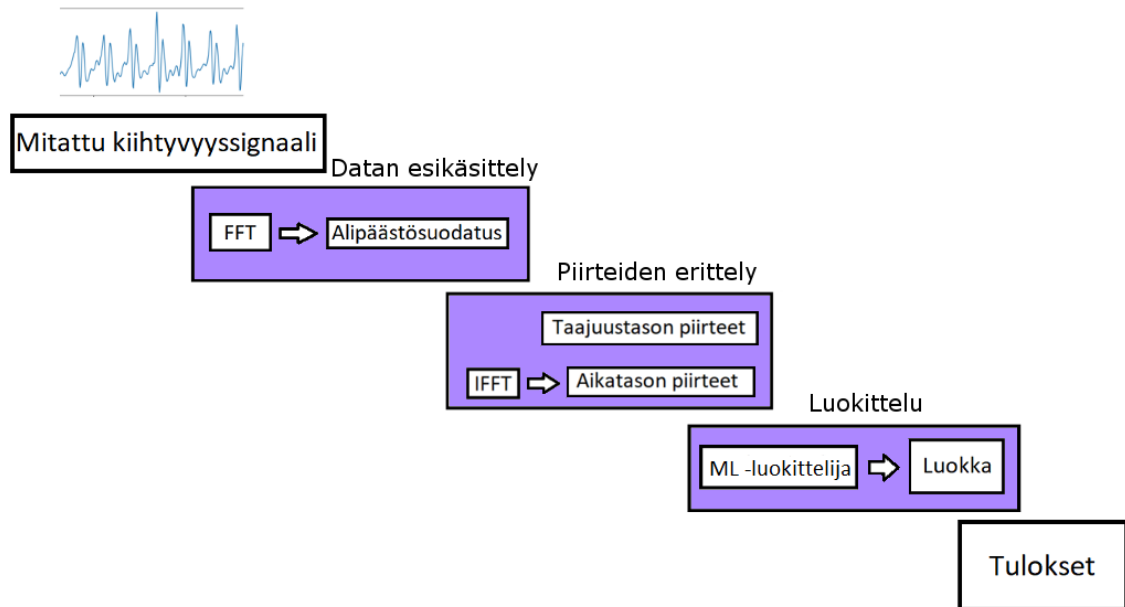 Mitattu kiihtyvyyssignaali
Datan esikäsittely
FFT
Alipäästösuodatus
Piirteiden erittely
Taajuustason piirteet
IFFT
Aikatason piirteet
Luokittelu
ML -luokittelija
Luokka
Tulokset